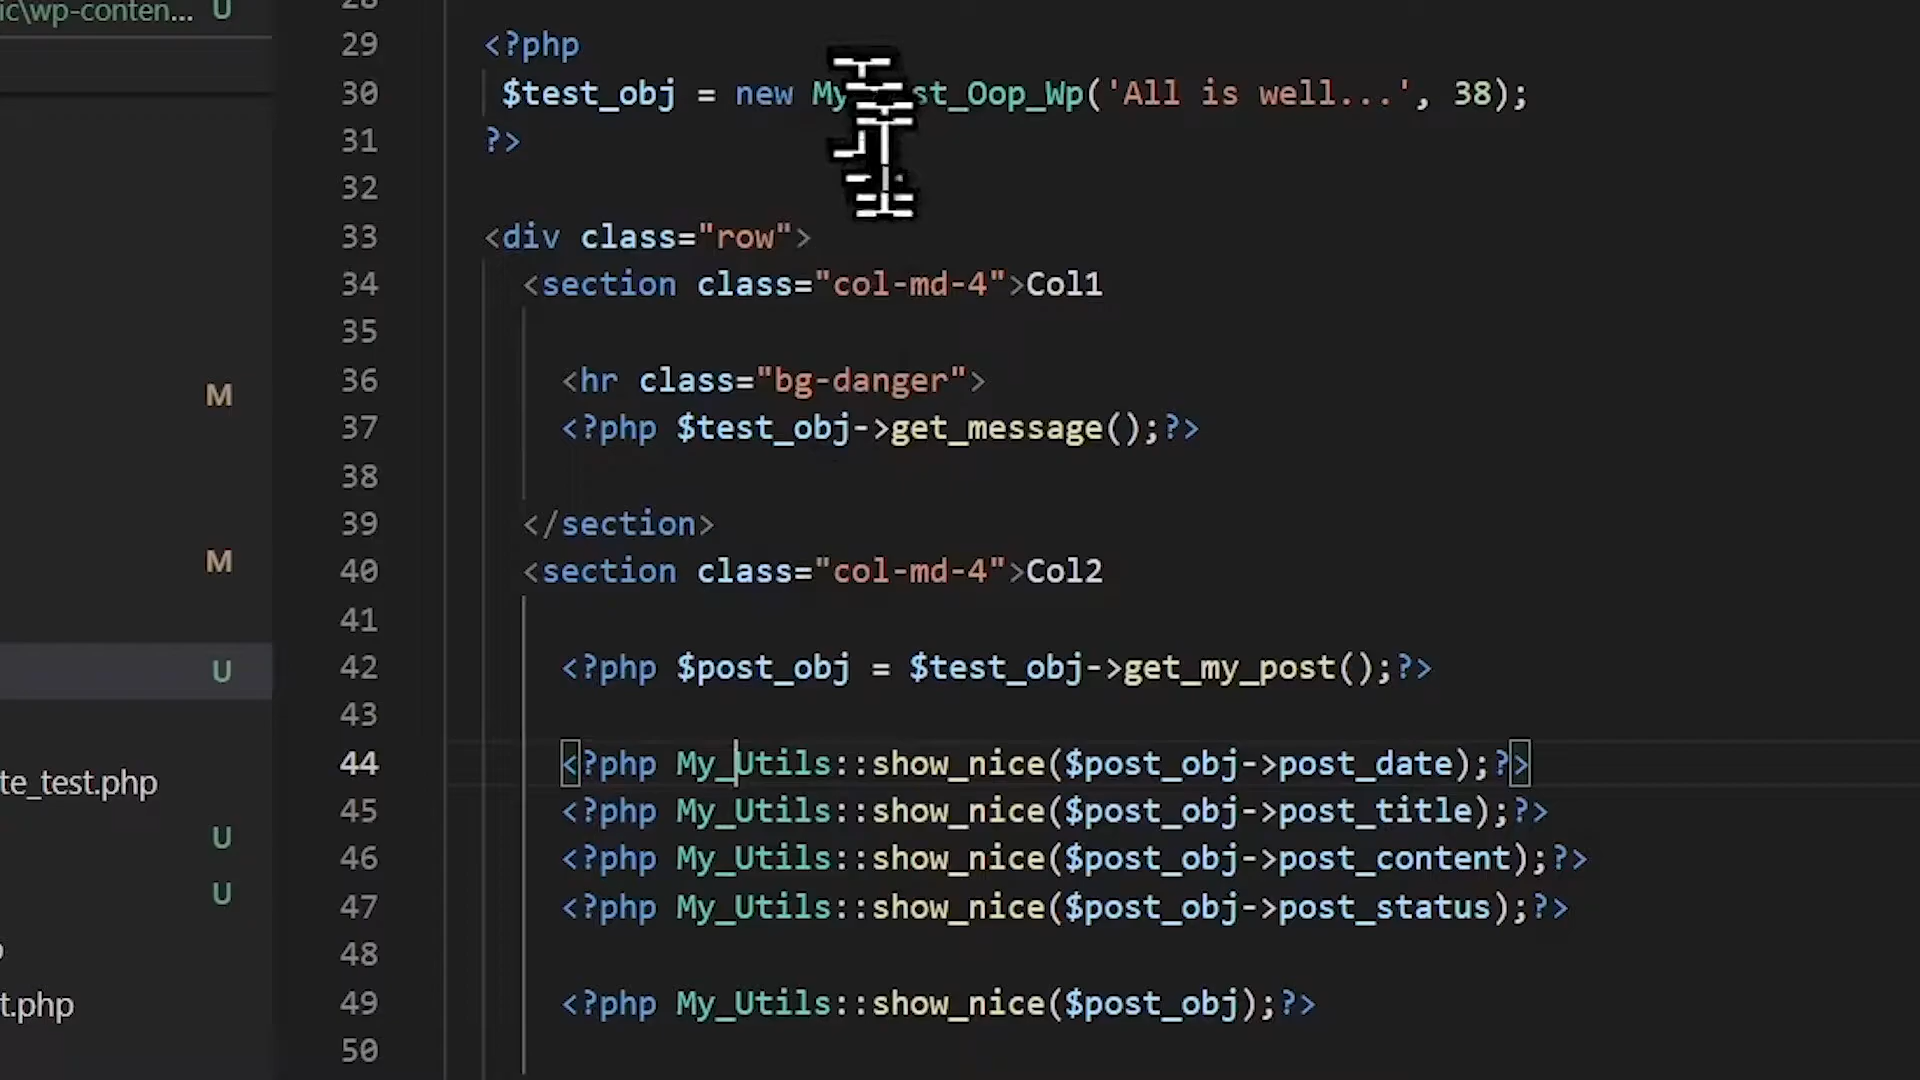 ic\wp-conten... U
29 <?php
30 $test_obj = new My st_Oop_Wp('All is well...', 38);
31 ?>
32
33 <div class="row">
34 <section class="col-md-4">Col1
35
M
36 <hr class="bg-danger">
37 <?php $test_obj->get_message();?>
38
39 </section>
M
40 <section class="col-md-4">Col2
41
U
42 <?php $post_obj = $test_obj->get_my_post();?>
43
44 <?php My_Utils::show_nice($post_obj->post_date);?>
te_test.php
45 <?php My_Utils::show_nice($post_obj->post_title);?>
U
46 <?php My_Utils::show_nice($post_obj->post_content);?>
U
47 <?php My_Utils::show_nice($post_obj->post_status);?>
48
49 <?php My_Utils::show_nice($post_obj);?>
t.php
50